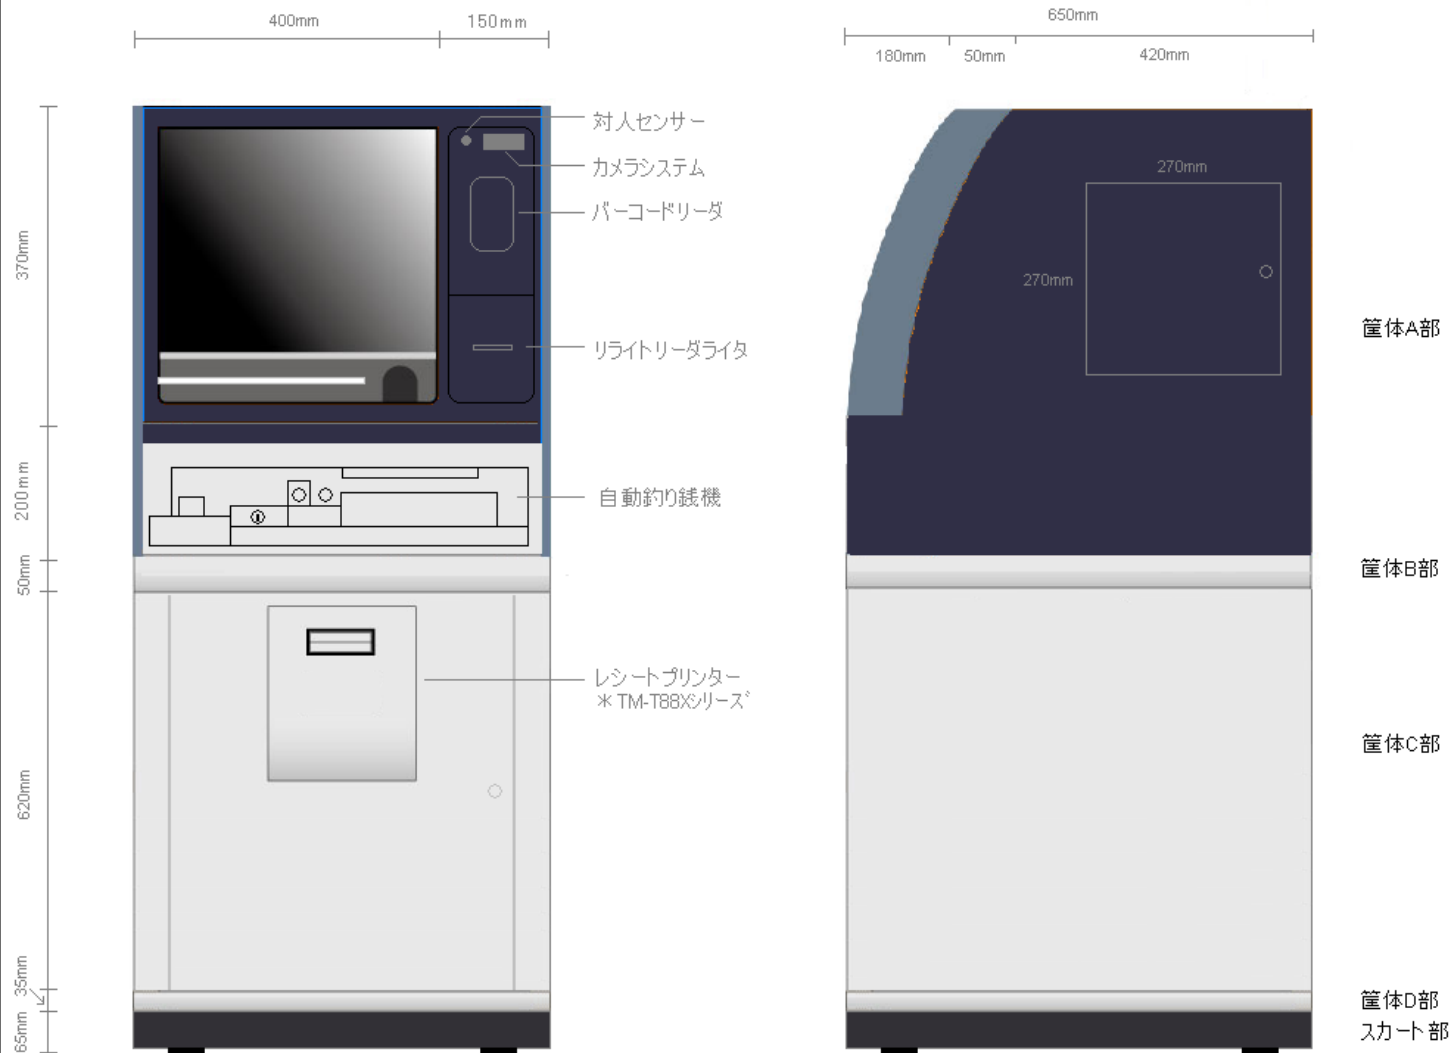 400mm
150mm
650mm
180mm
50mm
420mm
対人センサー
カメラシステム
バーコードリーダ
リライトリーダライタ
自動釣り銭機
レシートプリンター
＊TM-T88Xシリーズ
370mm
200mm
50mm
620mm
35mm
65mm
270mm
270mm
筐体A部
筐体B部
筐体C部
筐体D部
スカート部